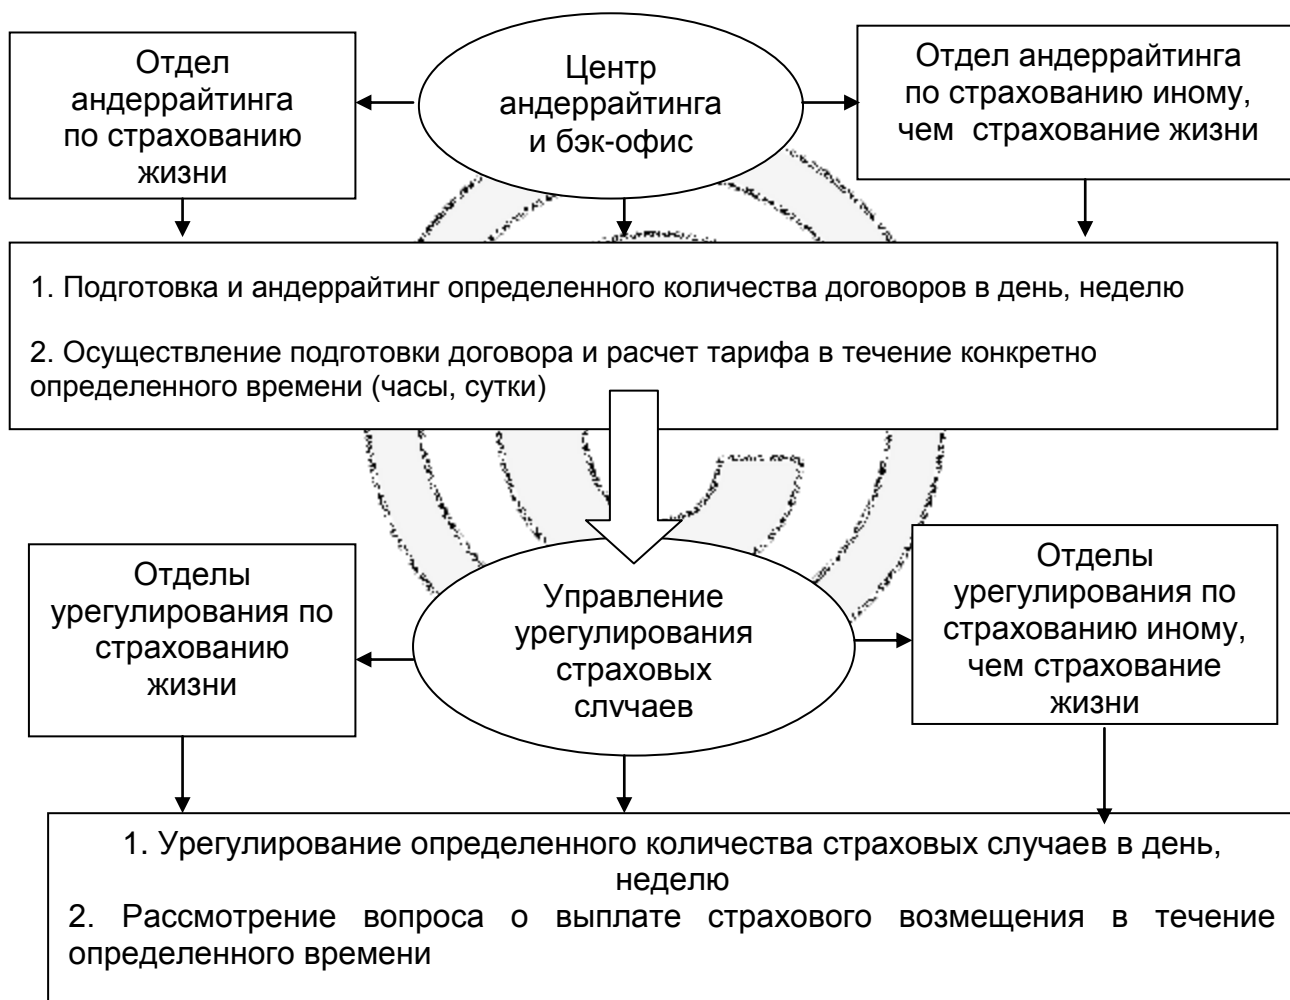 Отдел
андеррайтинга
по страхованию
жизни
Центр
андеррайтинга
и бэк-офис
Отдел андеррайтинга
по страхованию иному,
чем страхование жизни
1. Подготовка и андеррайтинг определенного количества договоров в день, неделю
2. Осуществление подготовки договора и расчет тарифа в течение конкретно
определенного времени (часы, сутки)
Отделы
урегулирования по
страхованию
жизни
Управление
урегулирования
страховых
случаев
Отделы
урегулирования по
страхованию иному,
чем страхование
жизни
1. Урегулирование определенного количества страховых случаев в день,
неделю
2. Рассмотрение вопроса о выплате страхового возмещения в течение
определенного времени